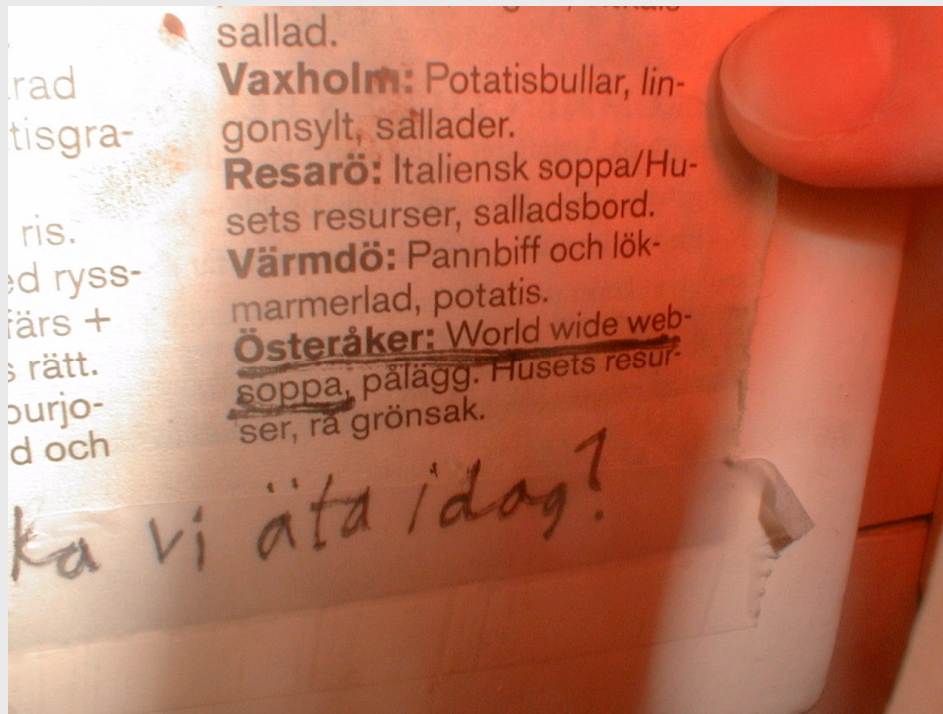 sallad.
Vaxholm: Potatisbullar, lin-
gonsylt, sallader.
Resarö: Italiensk soppa/Hu-
sets resurser, salladsbord.
Värmdö: Pannbiff och lök-
marmerlad, potatis.
Österåker: World wide web-
soppa, pålägg. Husets resur-
ser, rå grönsak.
rad
tisgra-
ris.
ed ryss-
färs +
s rätt.
purjo-
d och
ka vi äta idag?